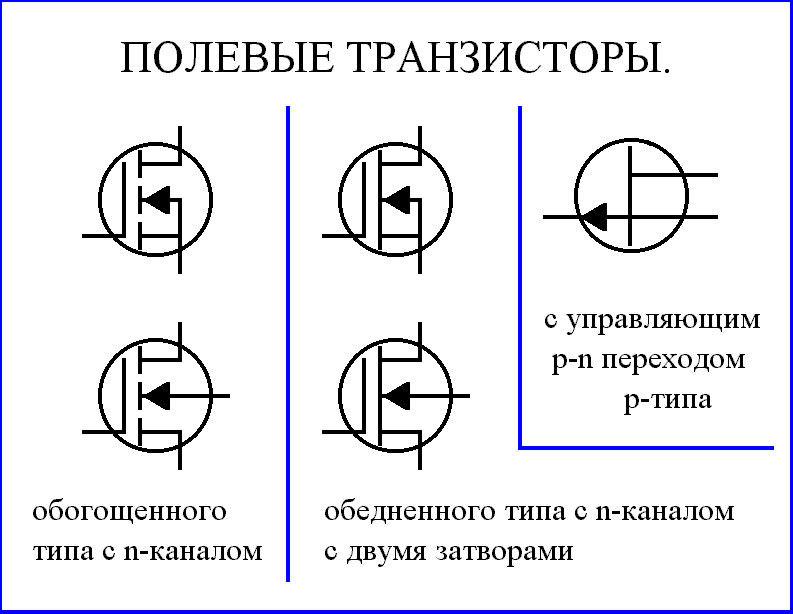 ПОЛЕВЫЕ ТРАНЗИСТОРЫ.
обогощенного
типа с n-каналом
обедненного типа с n-каналом
с двумя затворами
с управляющим
p-n переходом
p-типа